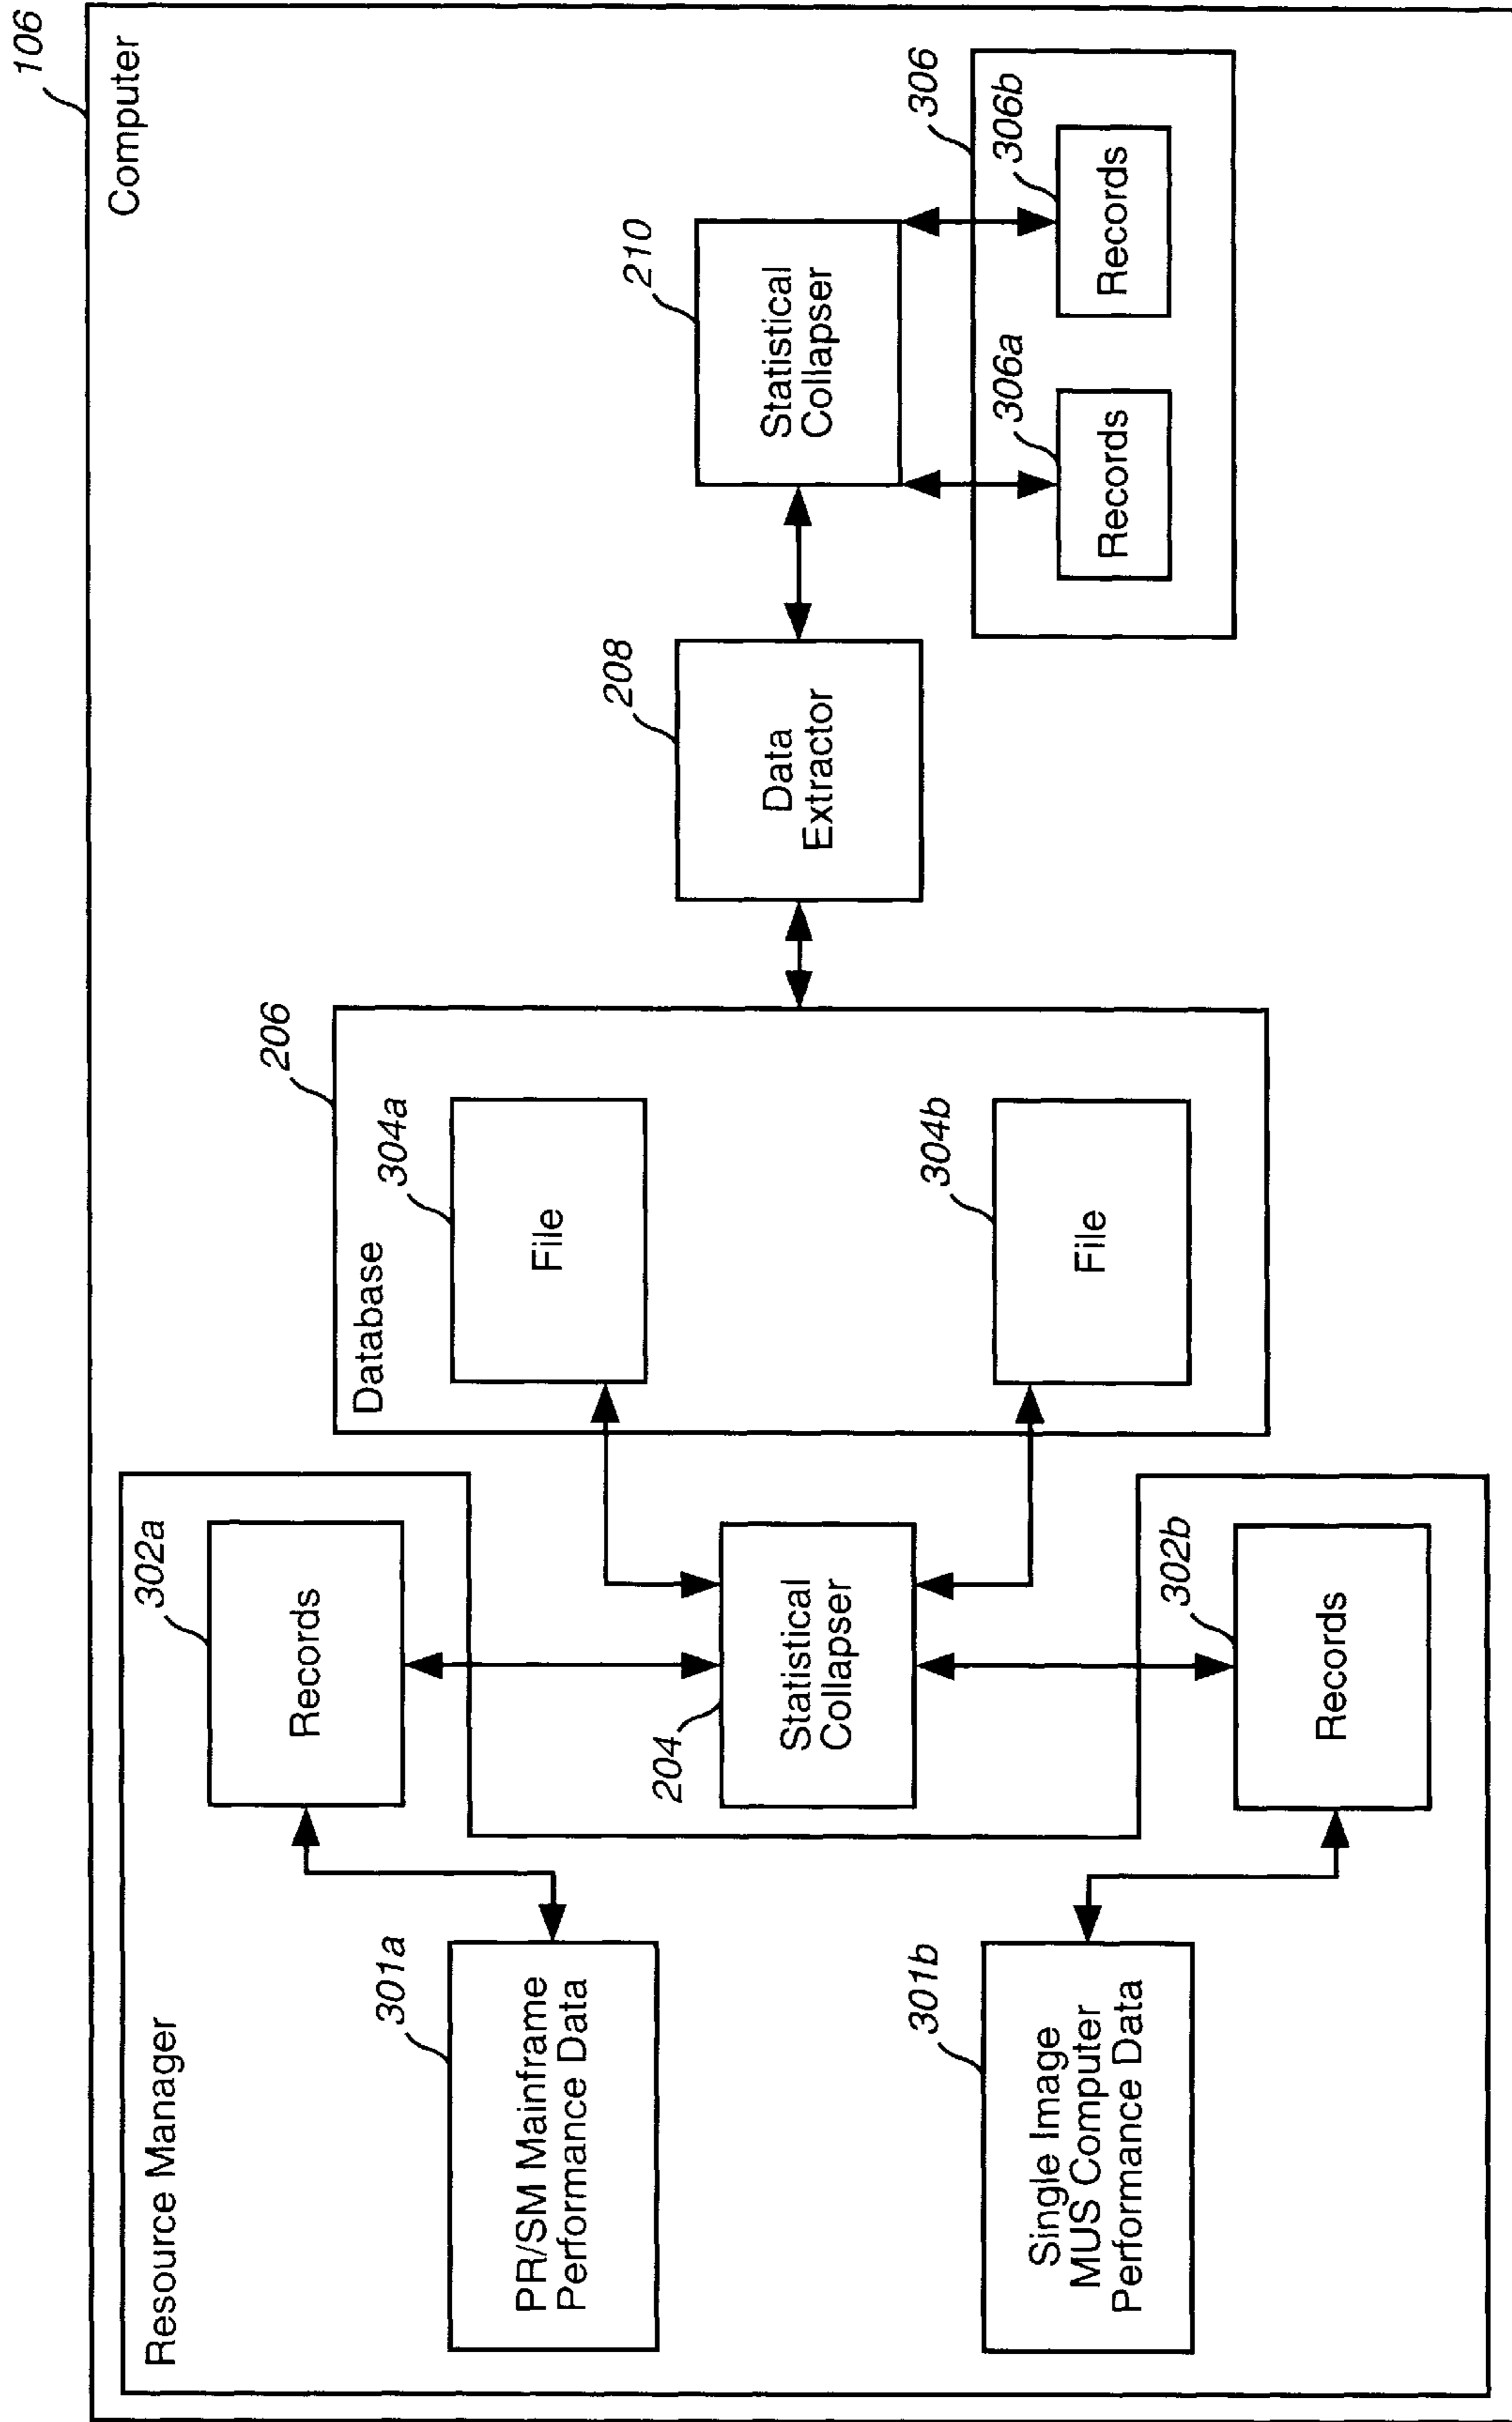 106
Computer
Resource Manager
301a
PR/SM Mainframe
Performance Data
301b
Single Image
MUS Computer
Performance Data
302a
Records
204
Statistical
Collapser
302b
Records
206
Database
304a
File
304b
File
208
Data
Extractor
210
Statistical
Collapser
306
306a
Records
306b
Records